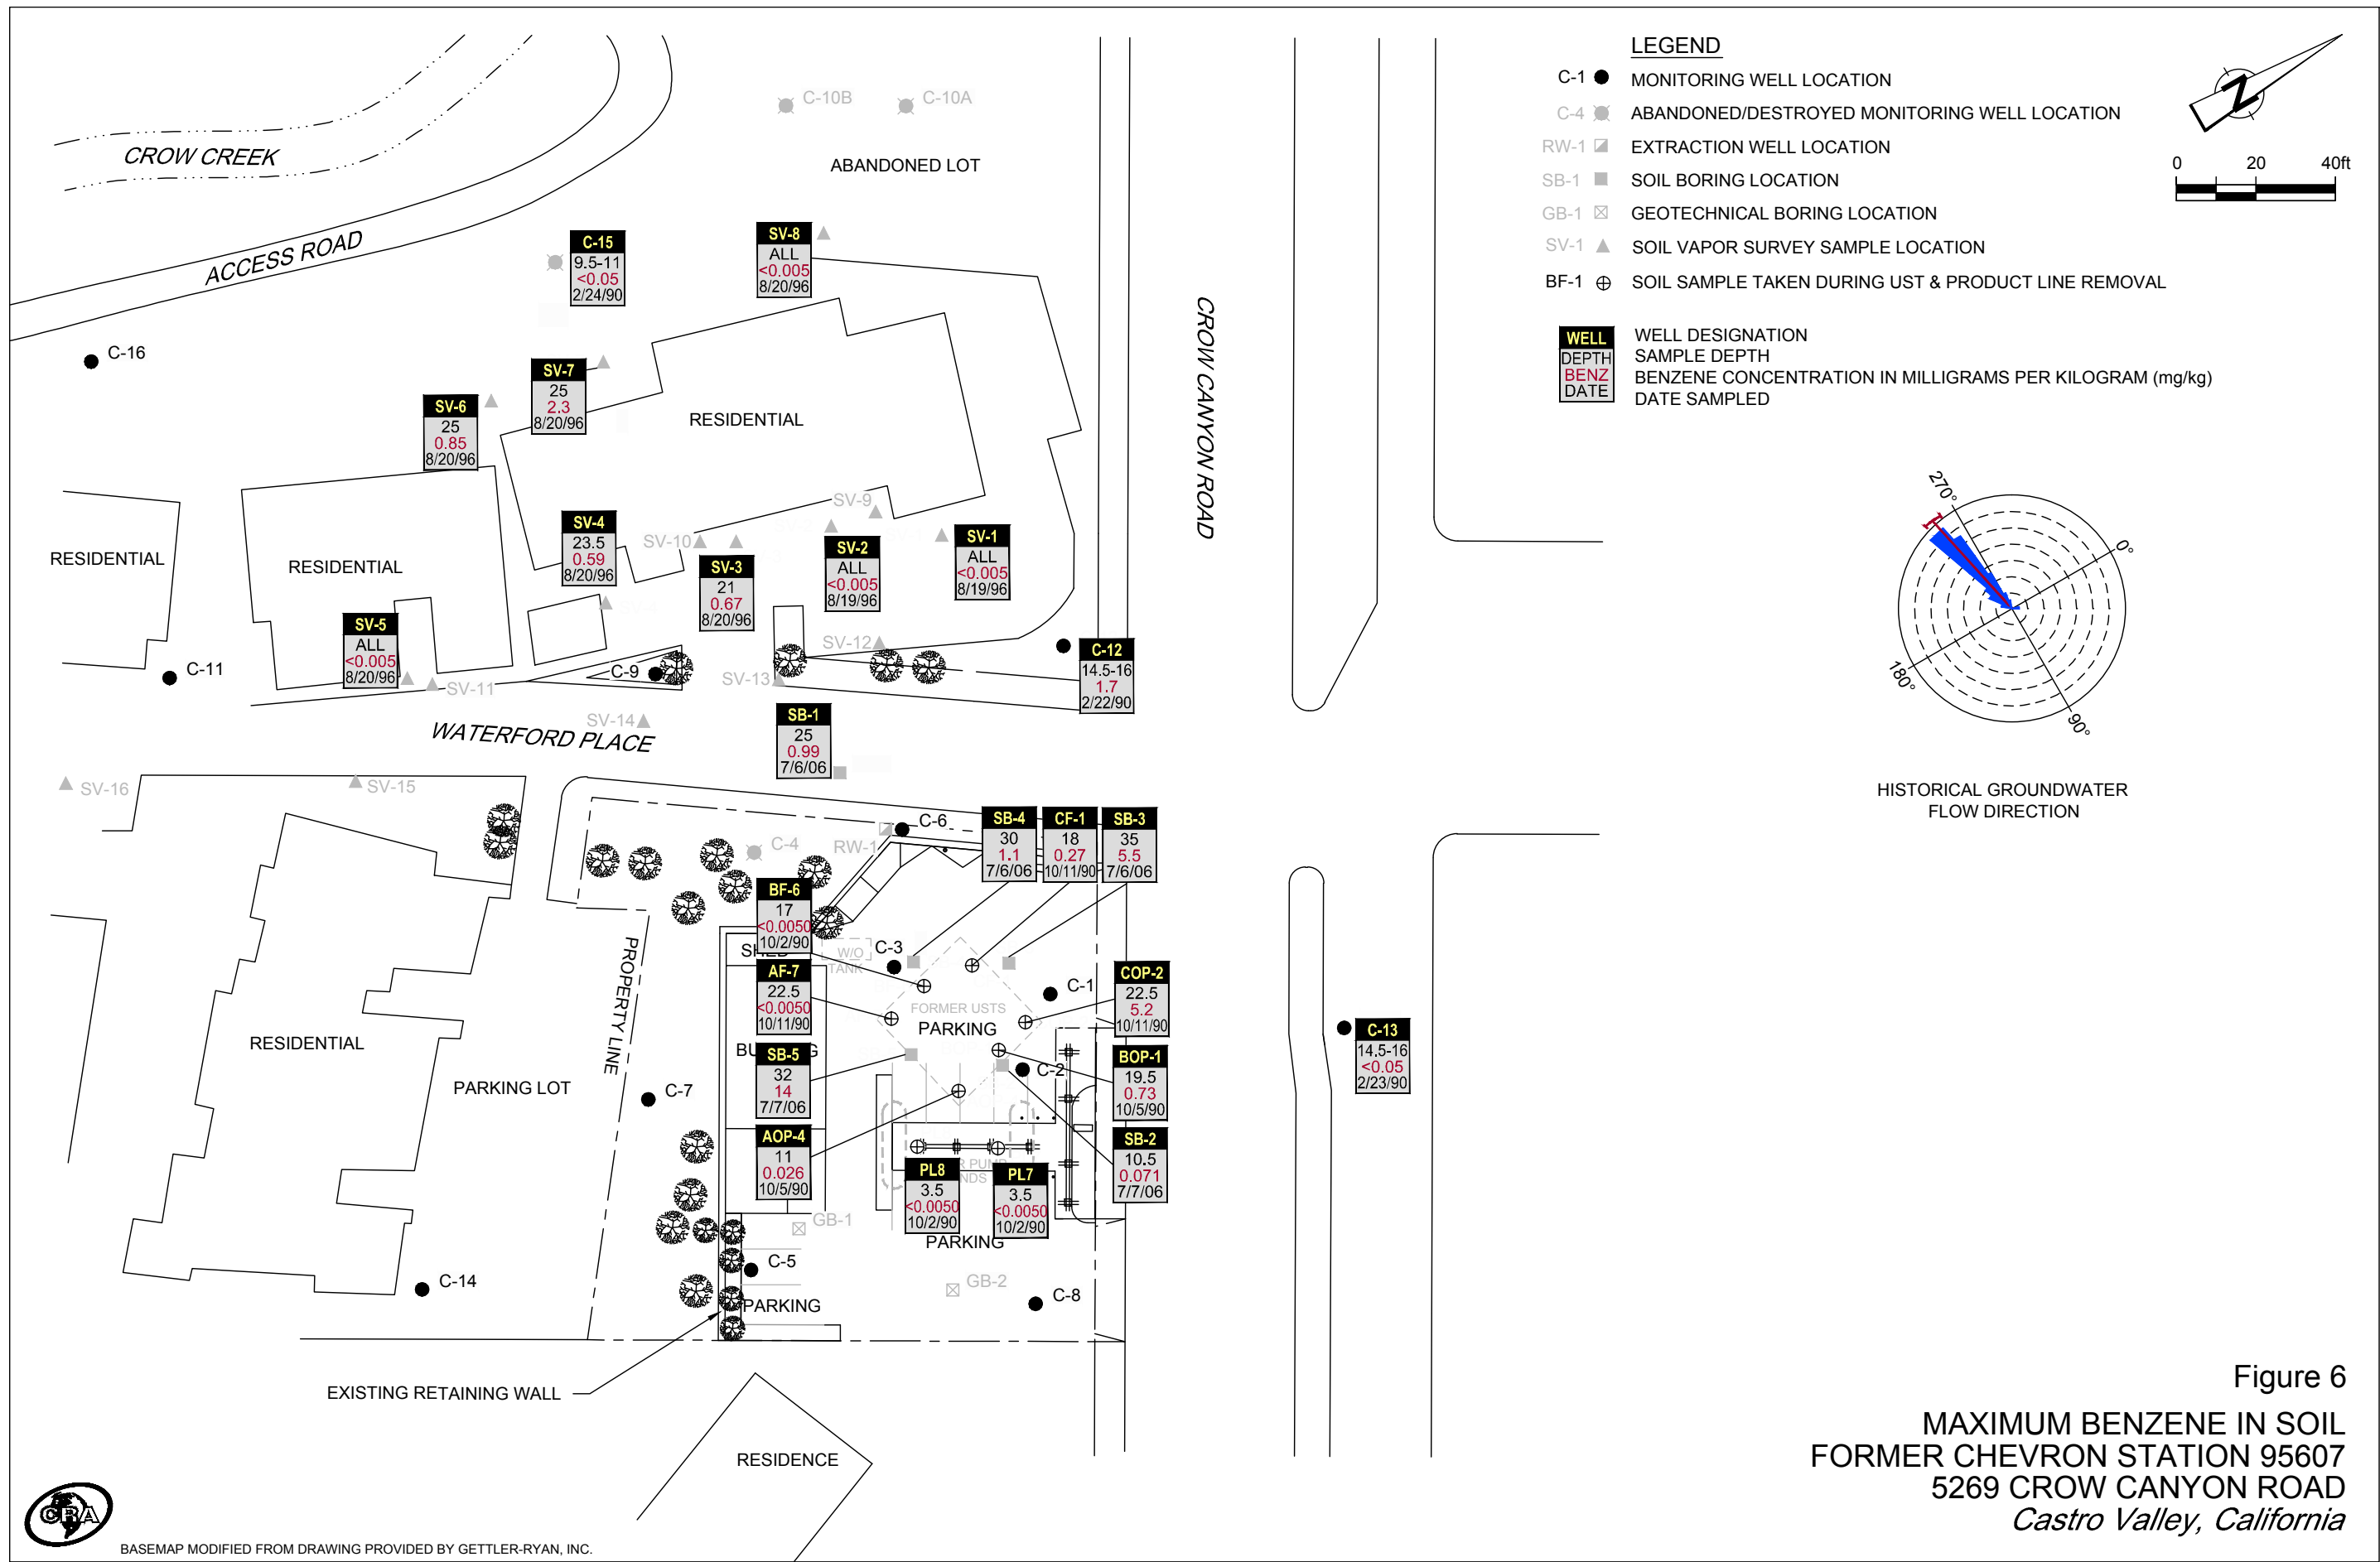 LEGEND
C-1 MONITORING WELL LOCATION
C-4 ABANDONED/DESTROYED MONITORING WELL LOCATION
RW-1 EXTRACTION WELL LOCATION
SB-1 SOIL BORING LOCATION
GB-1 GEOTECHNICAL BORING LOCATION
SV-1 SOIL VAPOR SURVEY SAMPLE LOCATION
BF-1 SOIL SAMPLE TAKEN DURING UST & PRODUCT LINE REMOVAL
WELL WELL DESIGNATION
DEPTH SAMPLE DEPTH
BENZ BENZENE CONCENTRATION IN MILLIGRAMS PER KILOGRAM (mg/kg)
DATE DATE SAMPLED
N
0 20 40ft
270°
0°
180°
90°
HISTORICAL GROUNDWATER
FLOW DIRECTION
CROW CREEK
ACCESS ROAD
C-10B
C-10A
ABANDONED LOT
C-15
9.5-11
<0.05
2/24/90
SV-8
ALL
<0.005
8/20/96
C-16
SV-7
25
2.3
8/20/96
SV-6
25
0.85
8/20/96
RESIDENTIAL
CROW CANYON ROAD
RESIDENTIAL
RESIDENTIAL
SV-4
23.5
0.59
8/20/96
SV-9
SV-10
SV-3
21
0.67
8/20/96
SV-2
ALL
<0.005
8/19/96
SV-1
ALL
<0.005
8/19/96
SV-5
ALL
<0.005
8/20/96
C-11
SV-11
C-9
SV-12
SV-13
C-12
14.5-16
1.7
2/22/90
SV-14
WATERFORD PLACE
SB-1
25
0.99
7/6/06
SV-16
SV-15
C-4
RW-1
C-6
SB-4
30
1.1
7/6/06
CF-1
18
0.27
10/11/90
SB-3
35
5.5
7/6/06
BF-6
17
<0.0050
10/2/90
W/O
TANK
C-3
PROPERTY LINE
AF-7
22.5
<0.0050
10/11/90
FORMER USTS
PARKING
C-1
COP-2
22.5
5.2
10/11/90
C-13
14.5-16
<0.05
2/23/90
RESIDENTIAL
PARKING LOT
C-7
SB-5
32
14
7/7/06
C-2
BOP-1
19.5
0.73
10/5/90
AOP-4
11
0.026
10/5/90
SB-2
10.5
0.071
7/7/06
PL8
3.5
<0.0050
10/2/90
PL7
3.5
<0.0050
10/2/90
PARKING
GB-1
C-5
GB-2
C-8
C-14
PARKING
EXISTING RETAINING WALL
RESIDENCE
CRA
BASEMAP MODIFIED FROM DRAWING PROVIDED BY GETTLER-RYAN, INC.
Figure 6
MAXIMUM BENZENE IN SOIL
FORMER CHEVRON STATION 95607
5269 CROW CANYON ROAD
Castro Valley, California